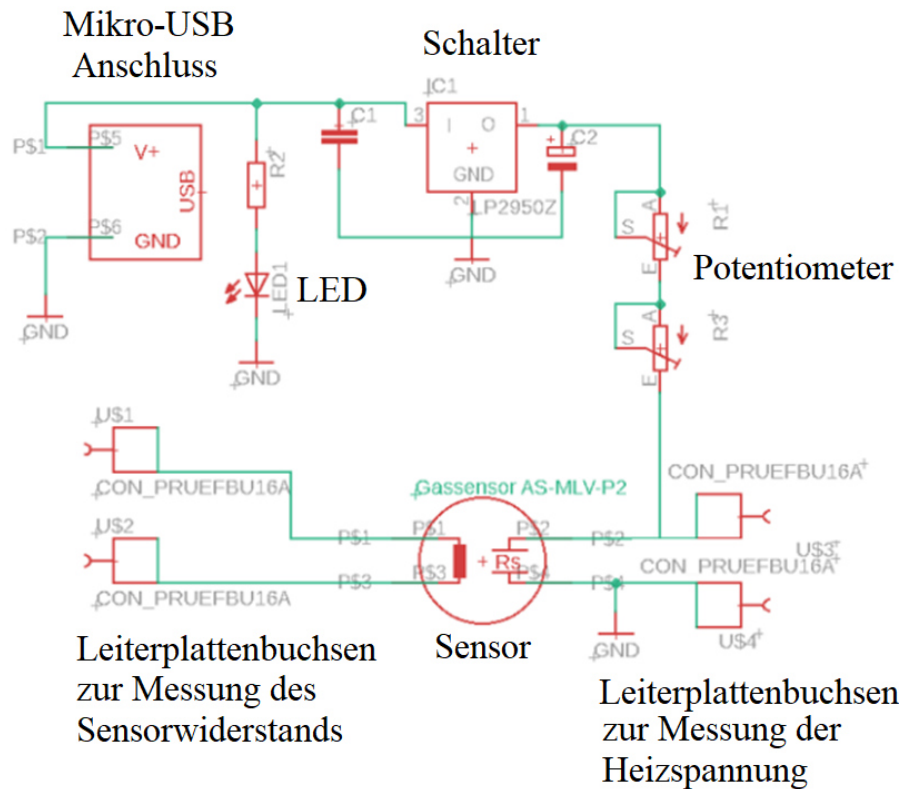 Mikro-USB
Anschluss
Schalter
IC1
P$1
P$5
V+
USB
P$2
P$6
GND
GND
R2
LED1
LED
GND
C1
3
I
O
1
GND
2
LP2950Z
C2
GND
A
S
E
R1
Potentiometer
A
S
E
R3
U$1
CON_PRUEFBU16A
U$2
CON_PRUEFBU16A
Gassensor AS-MLV-P2
P$1
P$1
P$2
P$2
P$3
P$3
Rs
P$4
P$4
CON_PRUEFBU16A
U$3
CON_PRUEFBU16A
U$4
GND
Sensor
Leiterplattenbuchsen
zur Messung des
Sensorwiderstands
Leiterplattenbuchsen
zur Messung der
Heizspannung